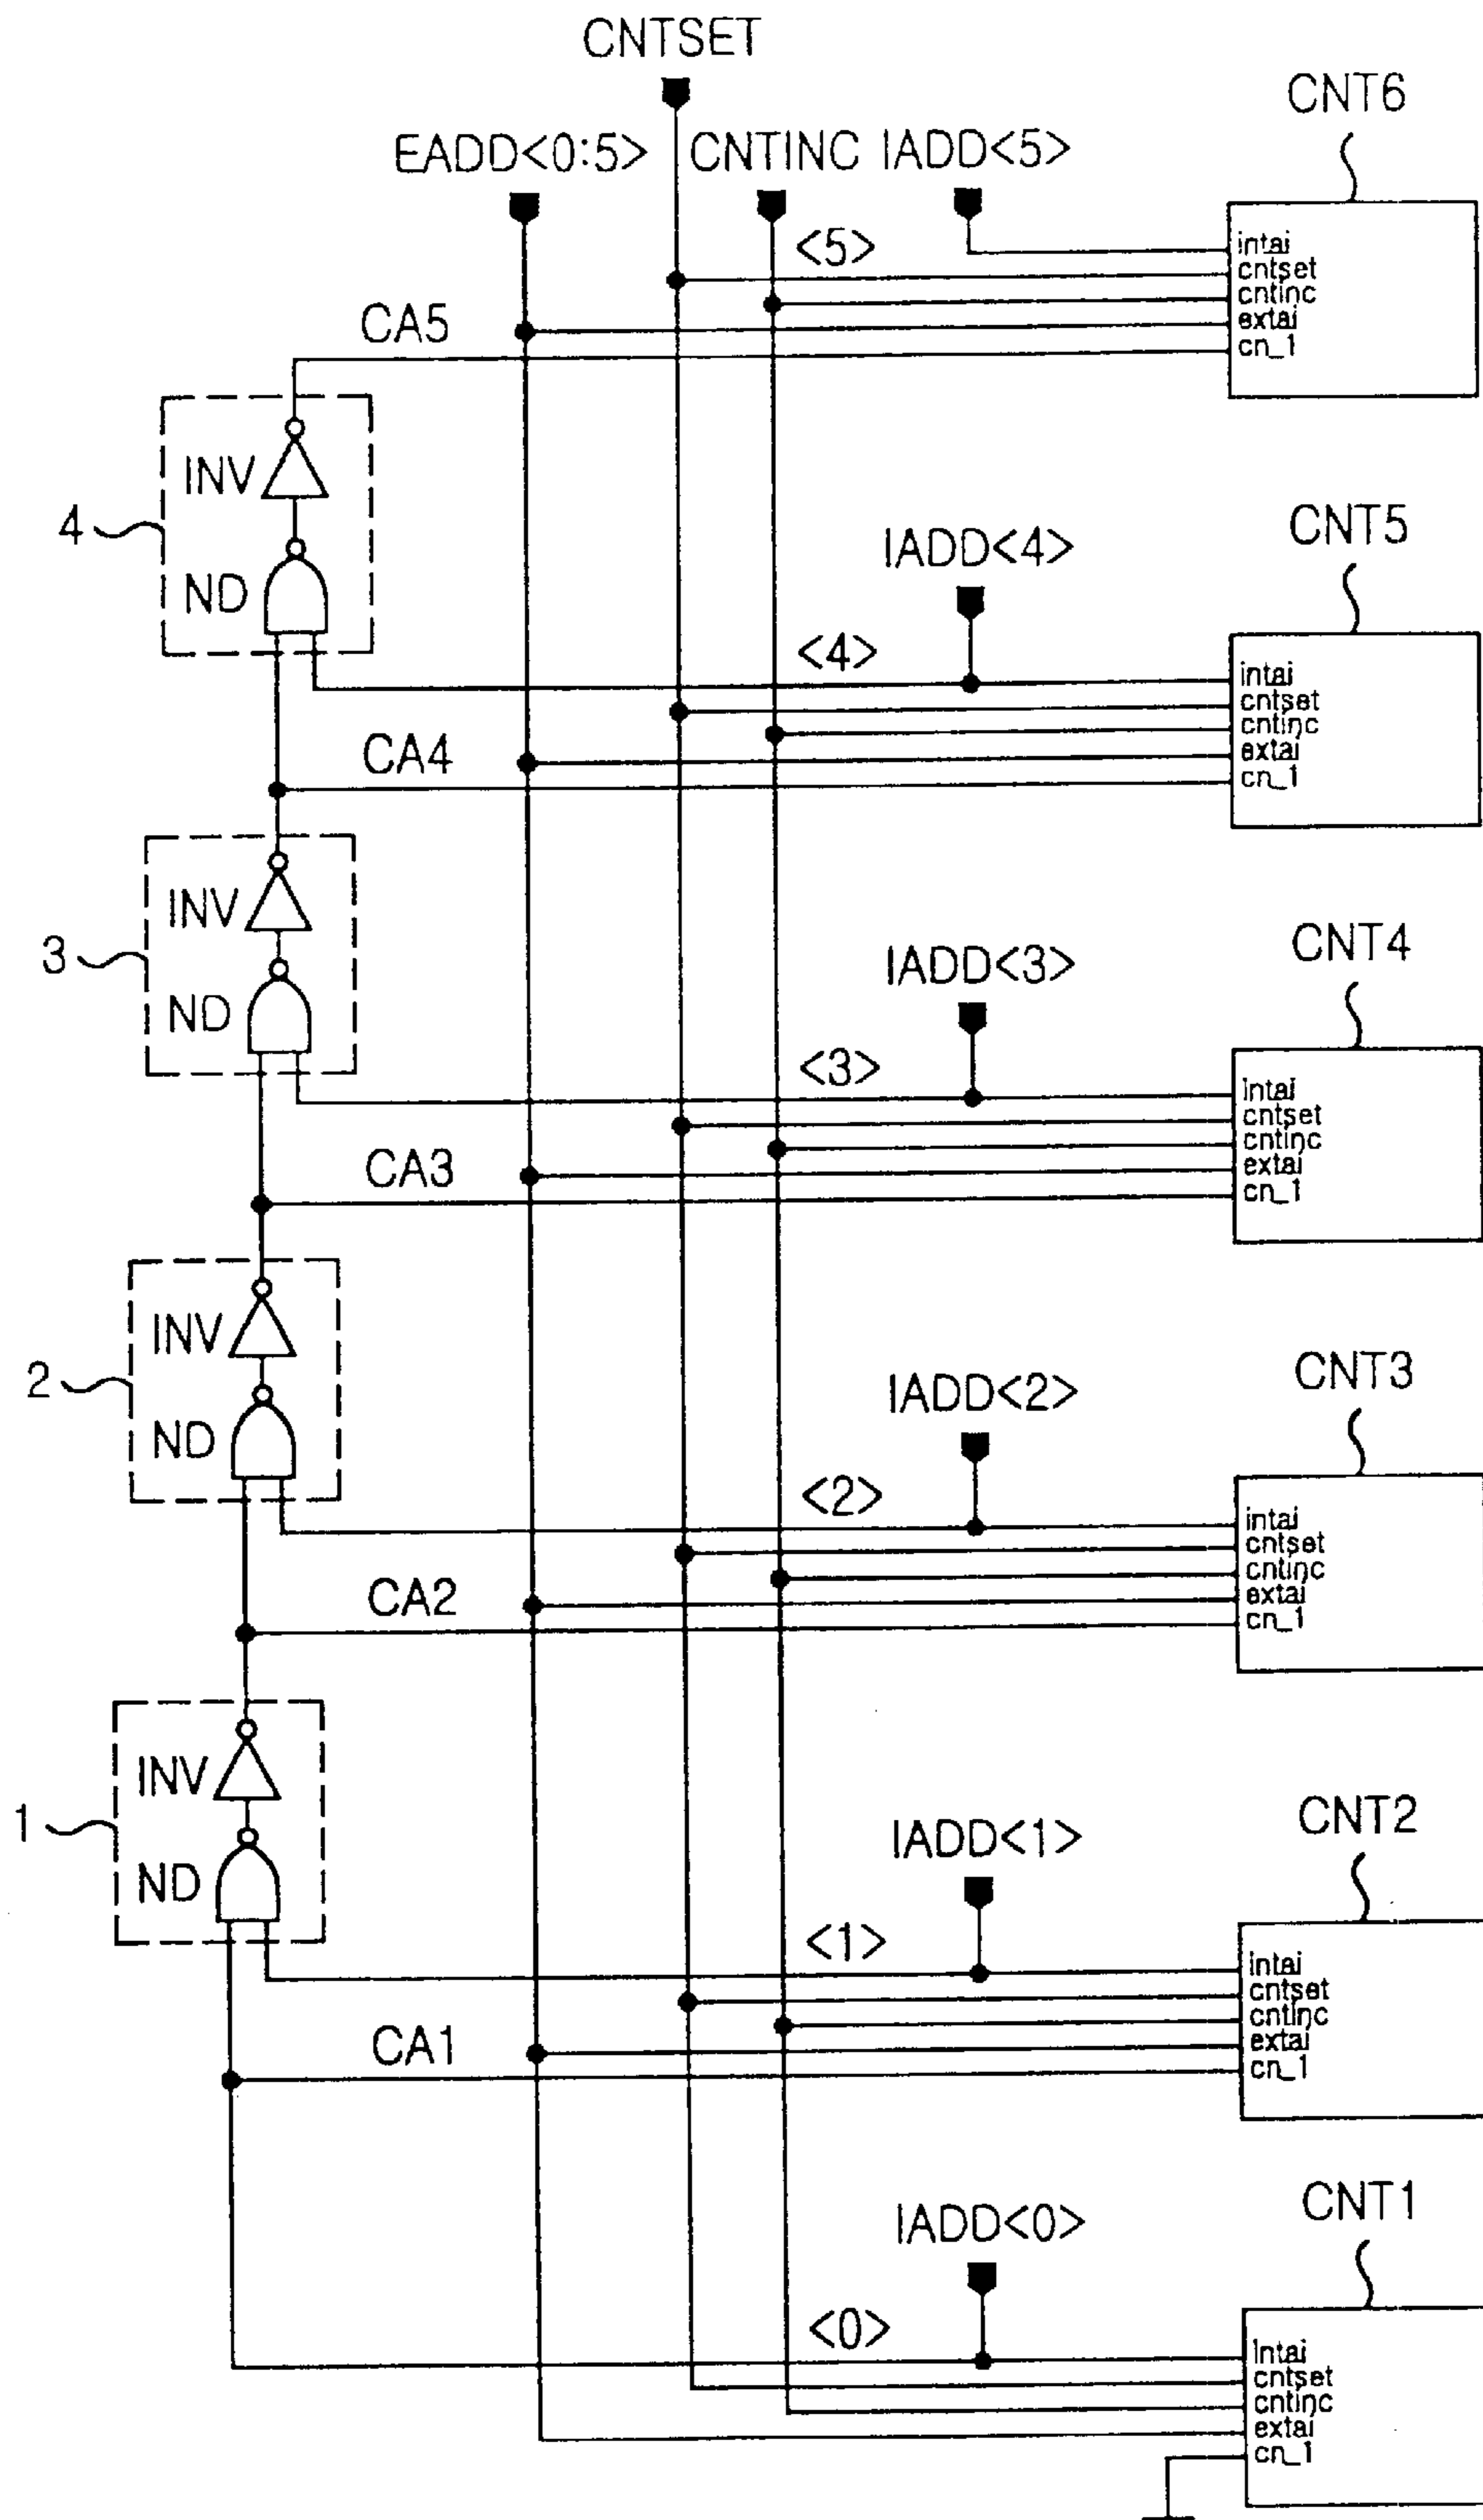 CNTSET
CNT6
EADD<0:5>
CNTINC
IADD<5>
<5>
intai
cntset
cntinc
extai
cn_1
CA5
INV
4
ND
IADD<4>
CNT5
<4>
intai
cntset
cntinc
extai
cn_1
CA4
INV
3
ND
IADD<3>
CNT4
<3>
intai
cntset
cntinc
extai
cn_1
CA3
INV
2
ND
IADD<2>
CNT3
<2>
intai
cntset
cntinc
extai
cn_1
CA2
INV
1
ND
IADD<1>
CNT2
<1>
intai
cntset
cntinc
extai
cn_1
CA1
IADD<0>
CNT1
<0>
intai
cntset
cntinc
extai
cn_1